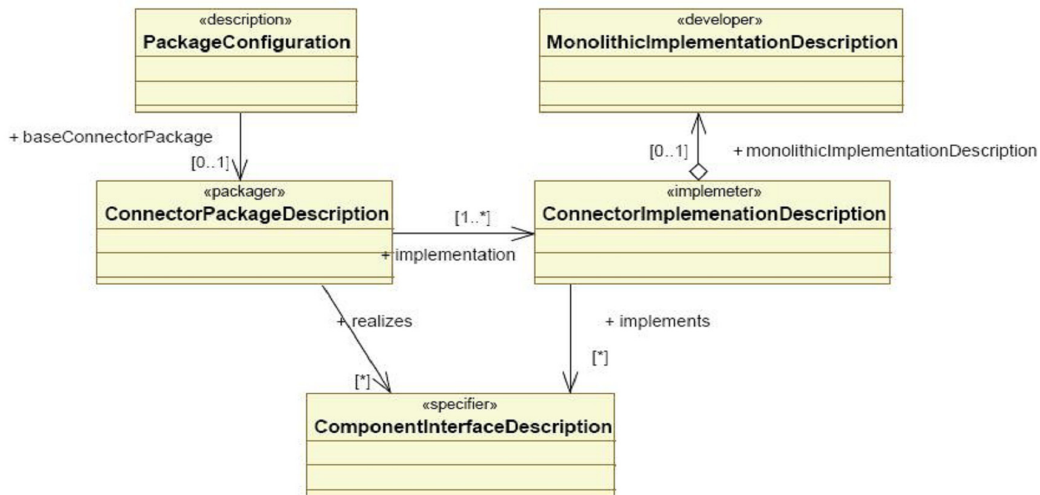 «description»
PackageConfiguration
«developer»
MonolithicImplementationDescription
+ baseConnectorPackage
[0..1]
[0..1]
+ monolithicImplementationDescription
«packager»
ConnectorPackageDescription
«implemeter»
ConnectorImplemenationDescription
[1..*]
+ implementation
+ realizes
+ implements
[*]
[*]
«specifier»
ComponentInterfaceDescription